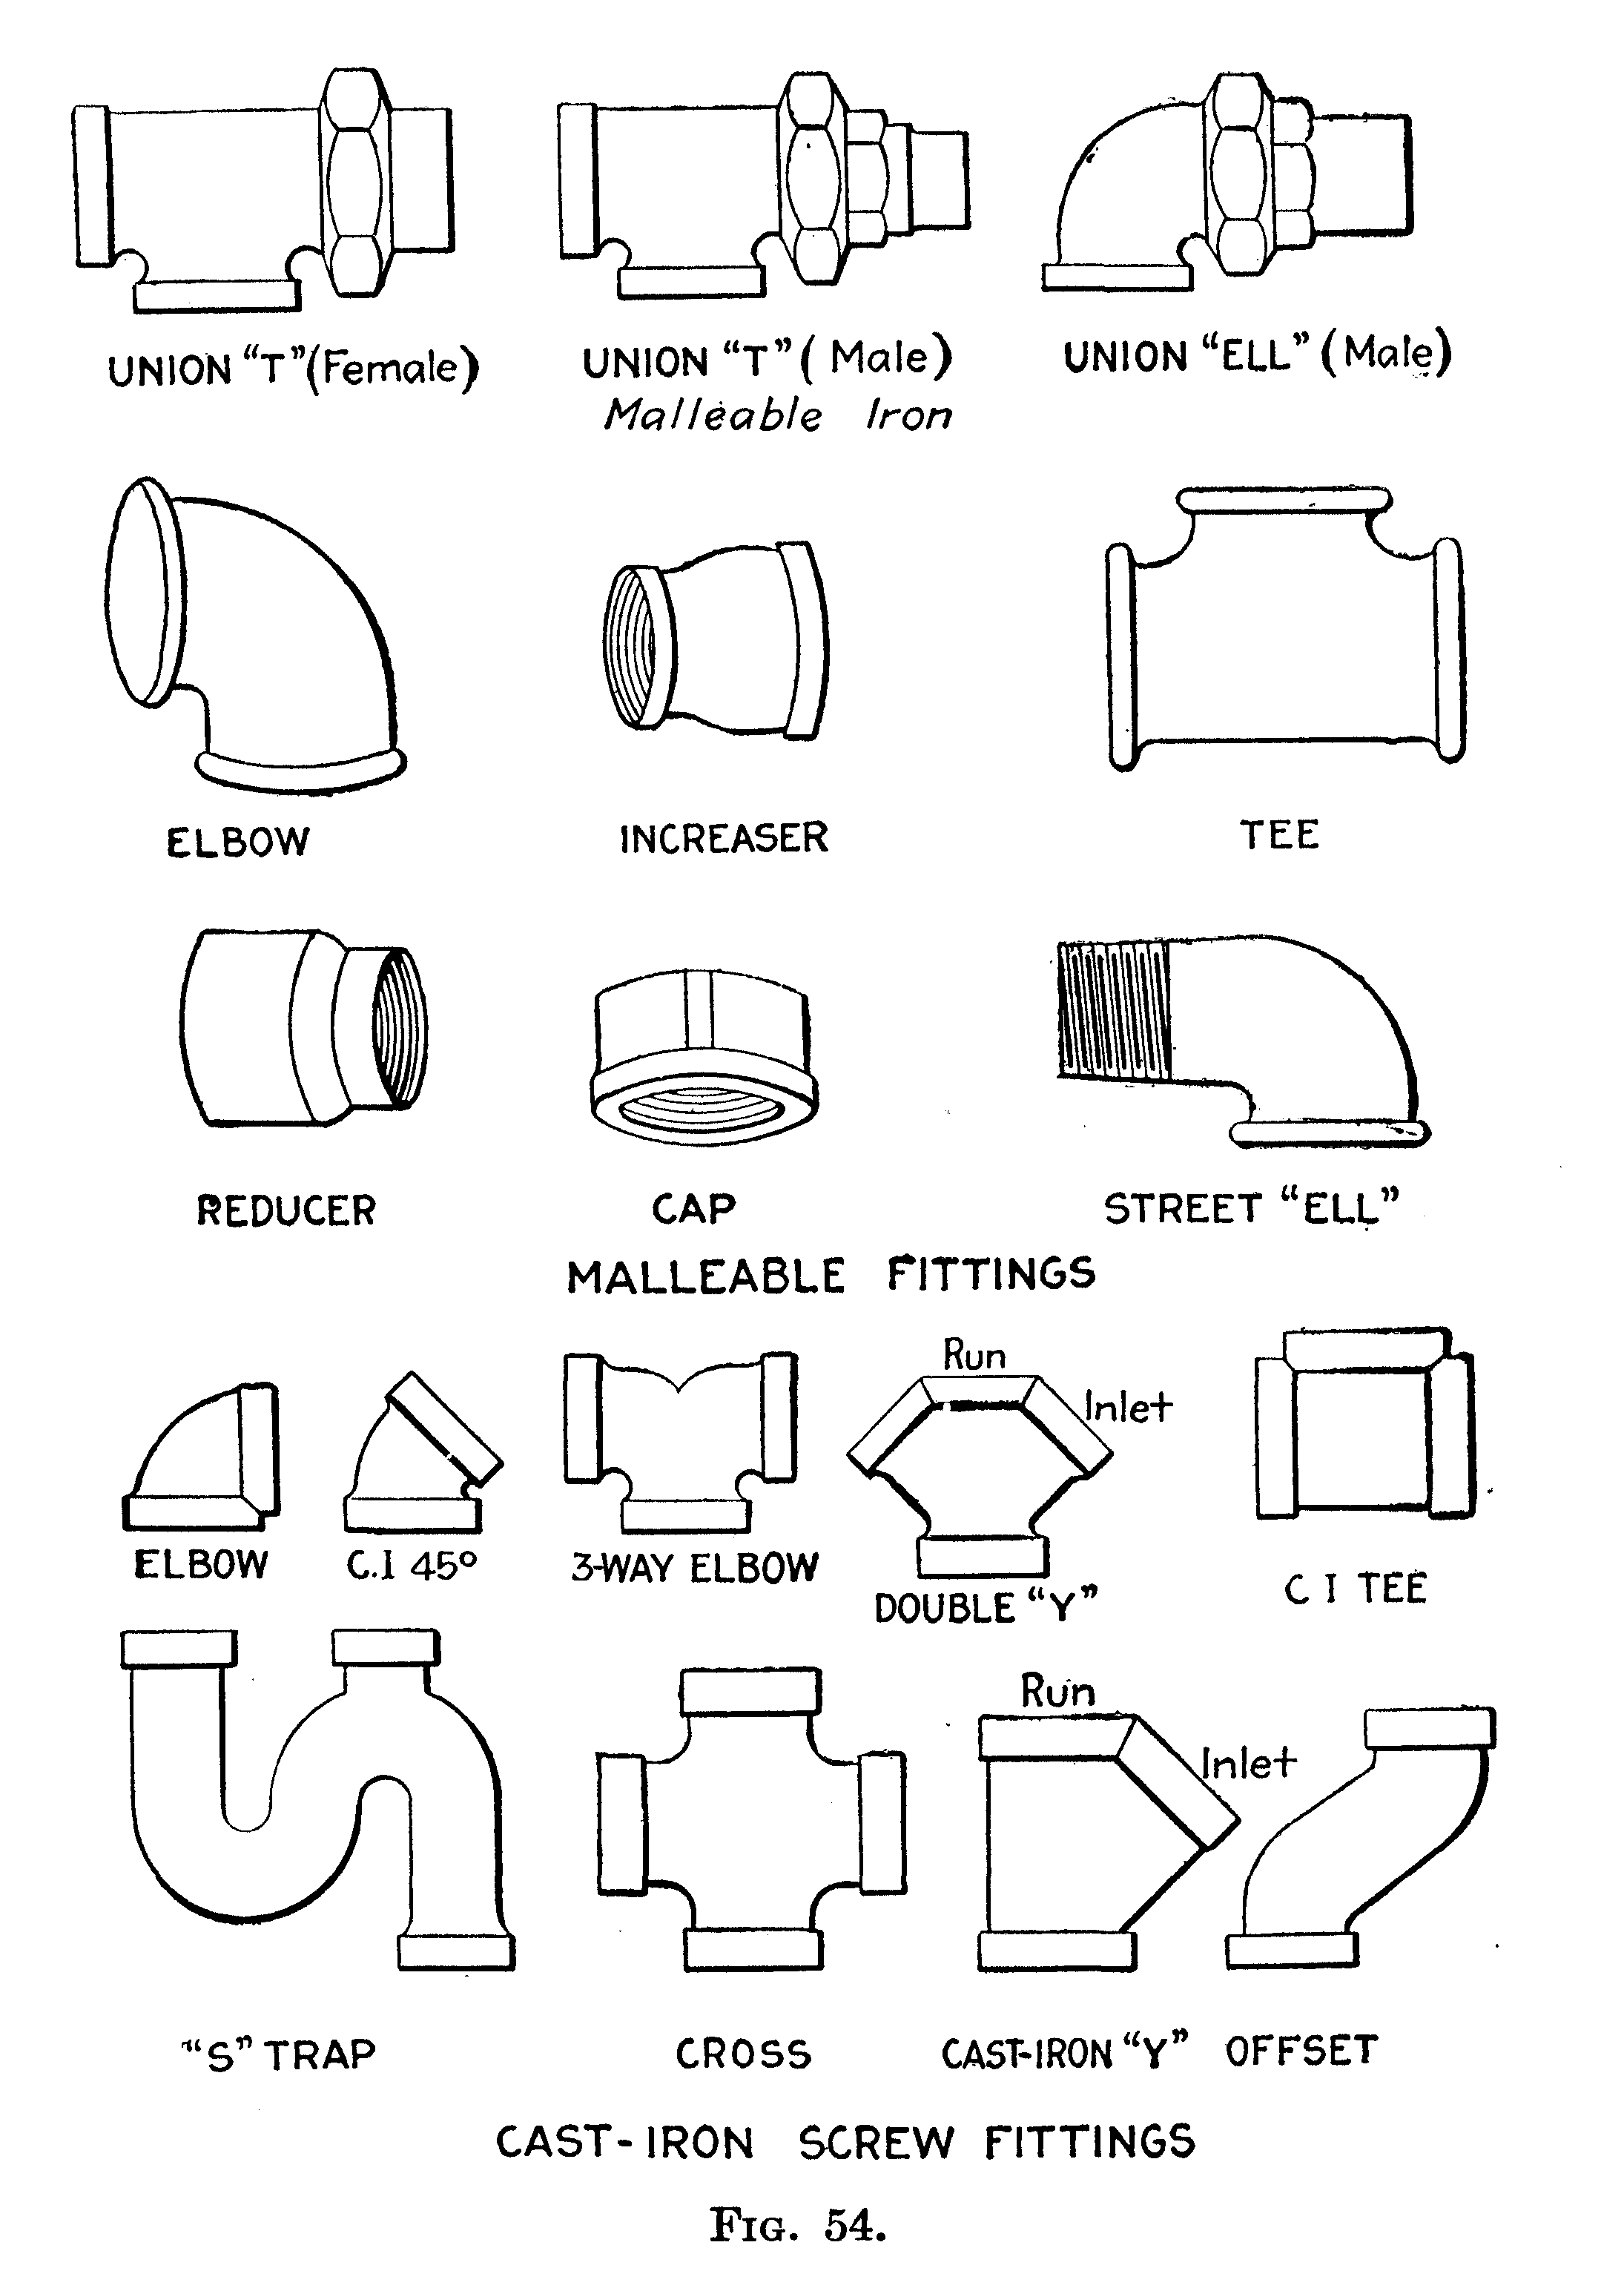 UNION "T" (Female)
UNION "T" (Male)
UNION "ELL" (Male)
Malleable Iron
ELBOW
INCREASER
TEE
REDUCER
CAP
STREET "ELL"
MALLEABLE FITTINGS
Run
Inlet
ELBOW
C.I 45°
3-WAY ELBOW
DOUBLE "Y"
C I TEE
Run
Inlet
"S" TRAP
CROSS
CAST-IRON "Y"
OFFSET
CAST-IRON SCREW FITTINGS
FIG. 54.